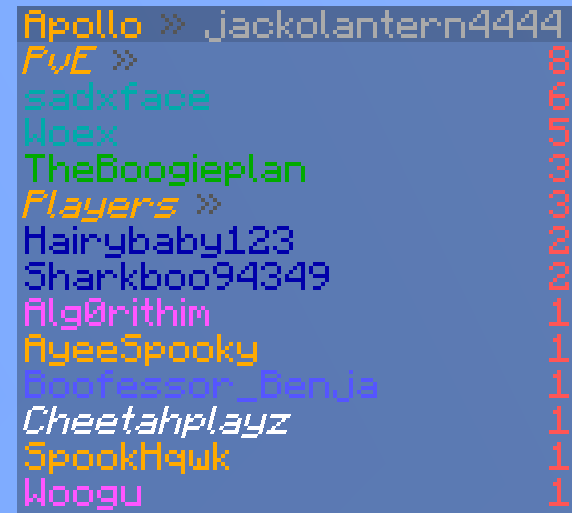 Apollo » jackolantern4444
PvE » 8
sadxface 6
Woex 5
TheBoogieplan 3
Players » 3
Hairybaby123 2
Sharkboo94349 2
Alg0rithim 1
AyeeSpooky 1
Boofessor_Benja 1
Cheetahplayz 1
SpookHqwk 1
Woogu 1